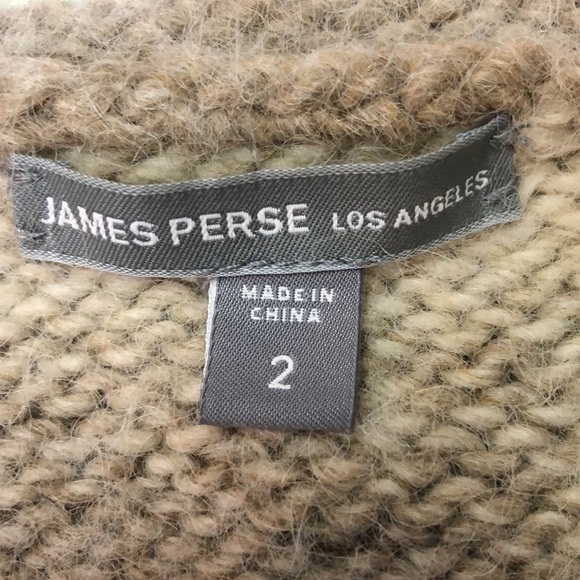 JAMES PERSE LOS ANGELES
MADE IN
CHINA
2